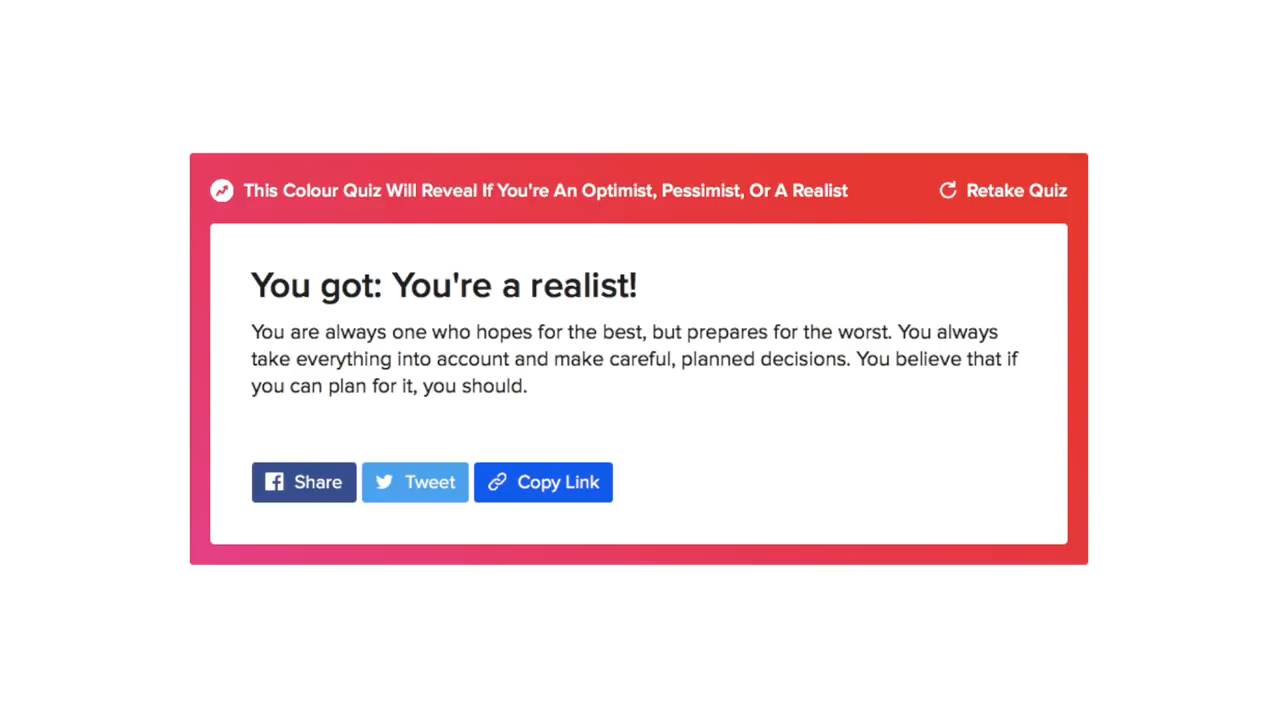 This Colour Quiz Will Reveal If You're An Optimist, Pessimist, Or A Realist
Retake Quiz
You got: You're a realist!
You are always one who hopes for the best, but prepares for the worst. You always
take everything into account and make careful, planned decisions. You believe that if
you can plan for it, you should.
Share
Tweet
Copy Link